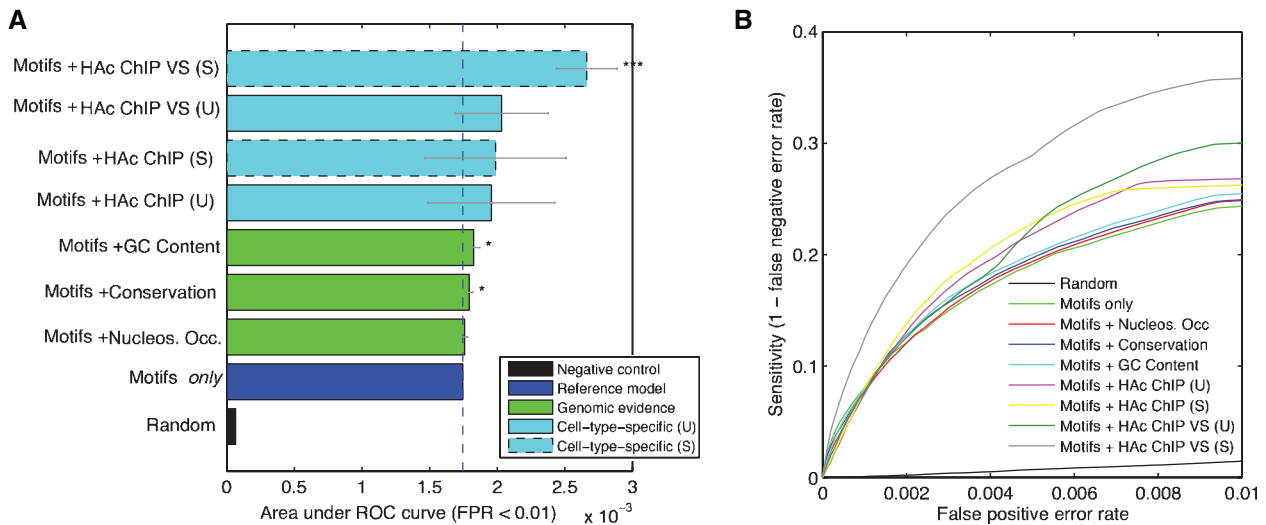 A
Motifs +HAc ChIP VS (S)
Motifs +HAc ChIP VS (U)
Motifs +HAc ChIP (S)
Motifs +HAc ChIP (U)
Motifs +GC Content
Motifs +Conservation
Motifs +Nucleos. Occ.
Motifs only
Random
***
*
*
Negative control
Reference model
Genomic evidence
Cell-type-specific (U)
Cell-type-specific (S)
0 0.5 1 1.5 2 2.5 3
x 10⁻³
Area under ROC curve (FPR < 0.01)
B
Sensitivity (1 - false negative error rate)
0.4
0.3
0.2
0.1
0
Random
Motifs only
Motifs + Nucleos. Occ
Motifs + Conservation
Motifs + GC Content
Motifs + HAc ChIP (U)
Motifs + HAc ChIP (S)
Motifs + HAc ChIP VS (U)
Motifs + HAc ChIP VS (S)
0 0.002 0.004 0.006 0.008 0.01
False positive error rate